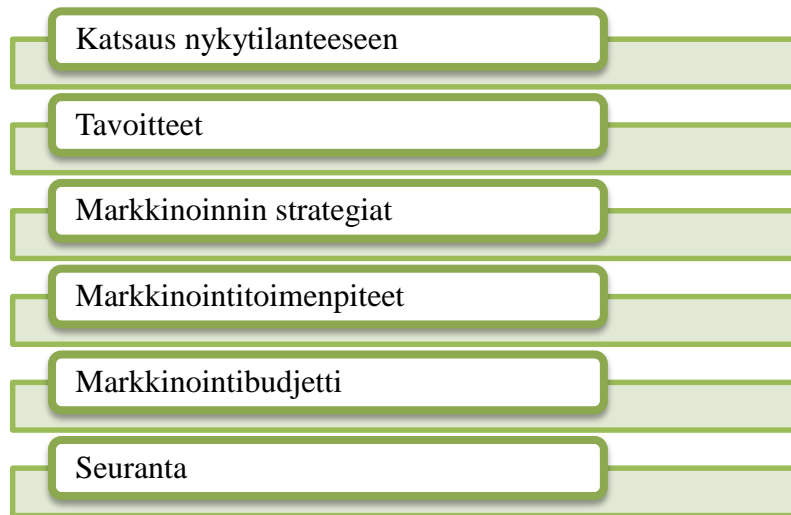 Katsaus nykytilanteeseen
Tavoitteet
Markkinoinnin strategiat
Markkinointitoimenpiteet
Markkinointibudjetti
Seuranta